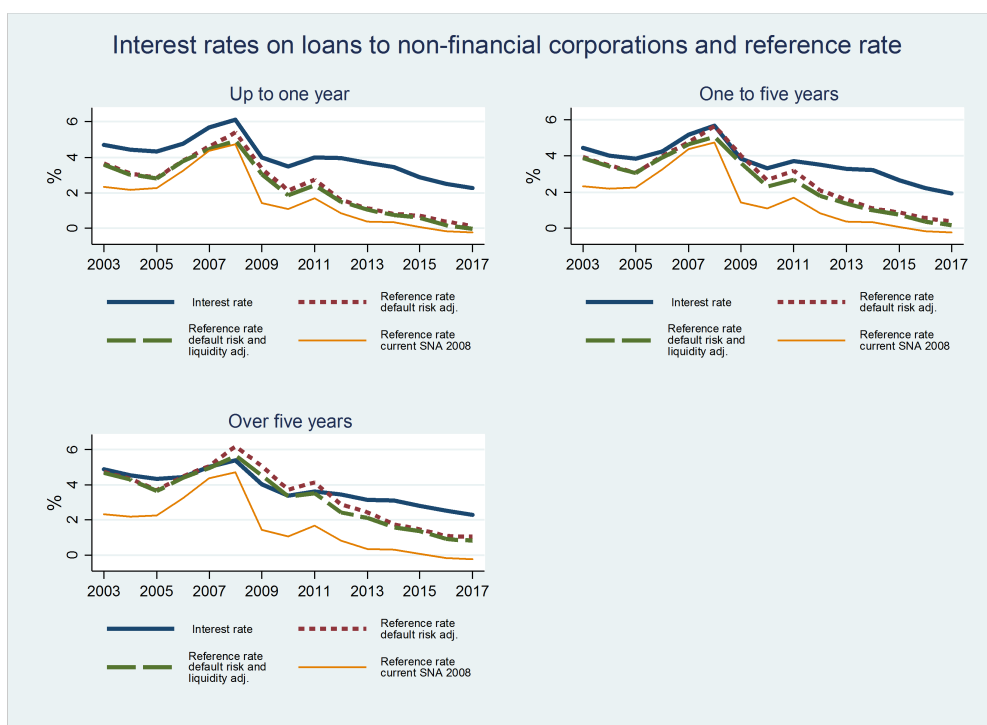 Interest rates on loans to non-financial corporations and reference rate
Up to one year
%
6
4
2
0
2003 2005 2007 2009 2011 2013 2015 2017
Interest rate
Reference rate
default risk adj.
Reference rate
default risk and
liquidity adj.
Reference rate
current SNA 2008
One to five years
%
6
4
2
0
2003 2005 2007 2009 2011 2013 2015 2017
Interest rate
Reference rate
default risk adj.
Reference rate
default risk and
liquidity adj.
Reference rate
current SNA 2008
Over five years
%
6
4
2
0
2003 2005 2007 2009 2011 2013 2015 2017
Interest rate
Reference rate
default risk adj.
Reference rate
default risk and
liquidity adj.
Reference rate
current SNA 2008